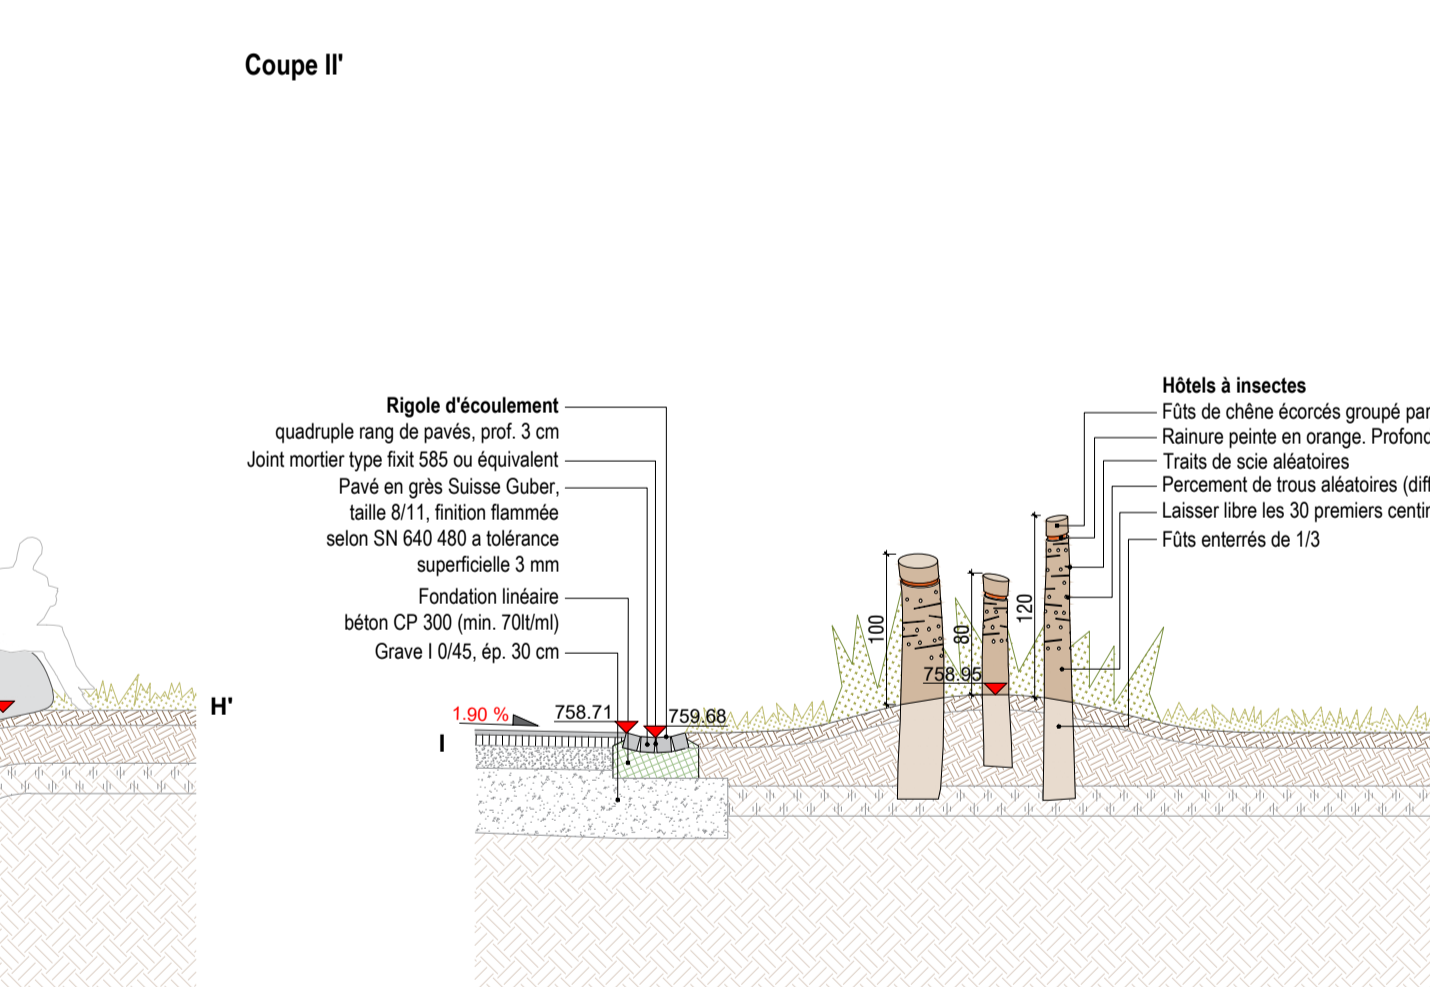 Coupe II'
Rigole d'écoulement
quadruple rang de pavés, prof. 3 cm
Joint mortier type fixit 585 ou équivalent
Pavé en grès Suisse Guber,
taille 8/11, finition flammée
selon SN 640 480 a tolérance
superficielle 3 mm
Fondation linéaire
béton CP 300 (min. 70lt/ml)
Grave I 0/45, ép. 30 cm
Hôtels à insectes
Fûts de chêne écorcés groupé par
Rainure peinte en orange. Profond
Traits de scie aléatoires
Percement de trous aléatoires (diff
Laisser libre les 30 premiers centim
Fûts enterrés de 1/3
100
80
120
758.95
H'
1.90 %
758.71
759.68
I